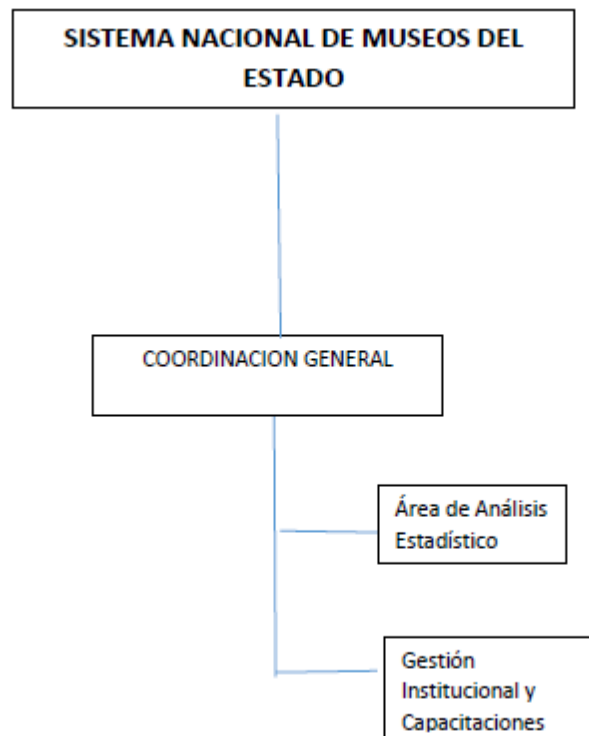 SISTEMA NACIONAL DE MUSEOS DEL
ESTADO
COORDINACION GENERAL
Área de Análisis
Estadístico
Gestión
Institucional y
Capacitaciones